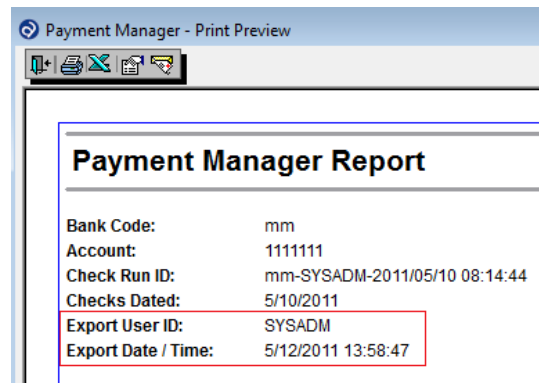 Payment Manager - Print Preview
Payment Manager Report
Bank Code: mm
Account: 1111111
Check Run ID: mm-SYSADM-2011/05/10 08:14:44
Checks Dated: 5/10/2011
Export User ID: SYSADM
Export Date / Time: 5/12/2011 13:58:47